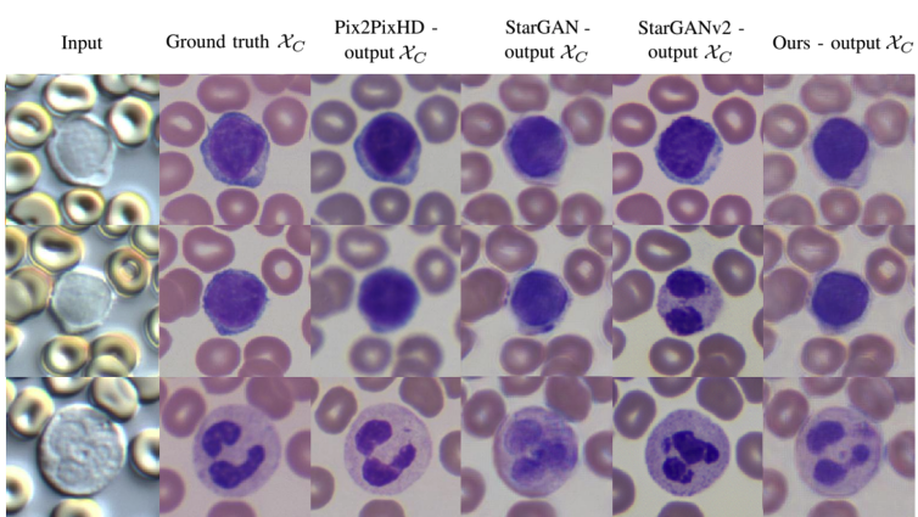 Input
Ground truth 𝒳_C
Pix2PixHD -
output 𝒳_C
StarGAN -
output 𝒳_C
StarGANv2 -
output 𝒳_C
Ours - output 𝒳_C